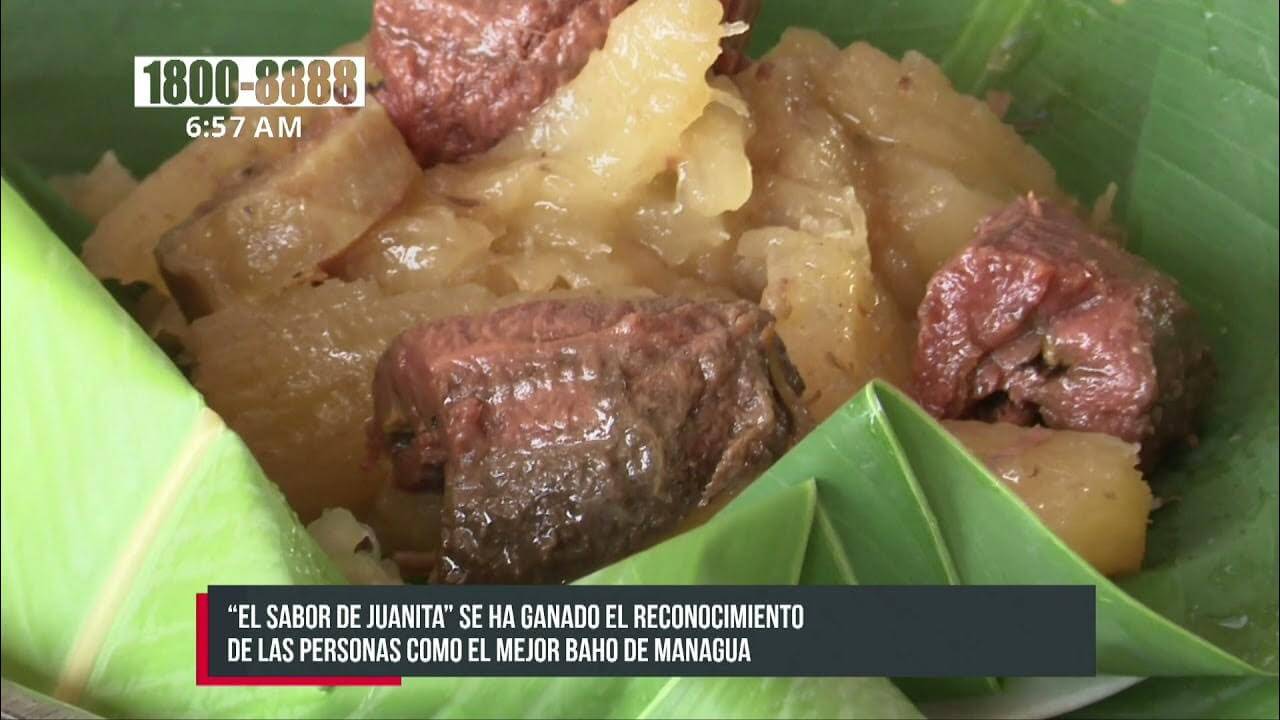 1800-8888
6:57 AM
“EL SABOR DE JUANITA” SE HA GANADO EL RECONOCIMIENTO
DE LAS PERSONAS COMO EL MEJOR BAHO DE MANAGUA